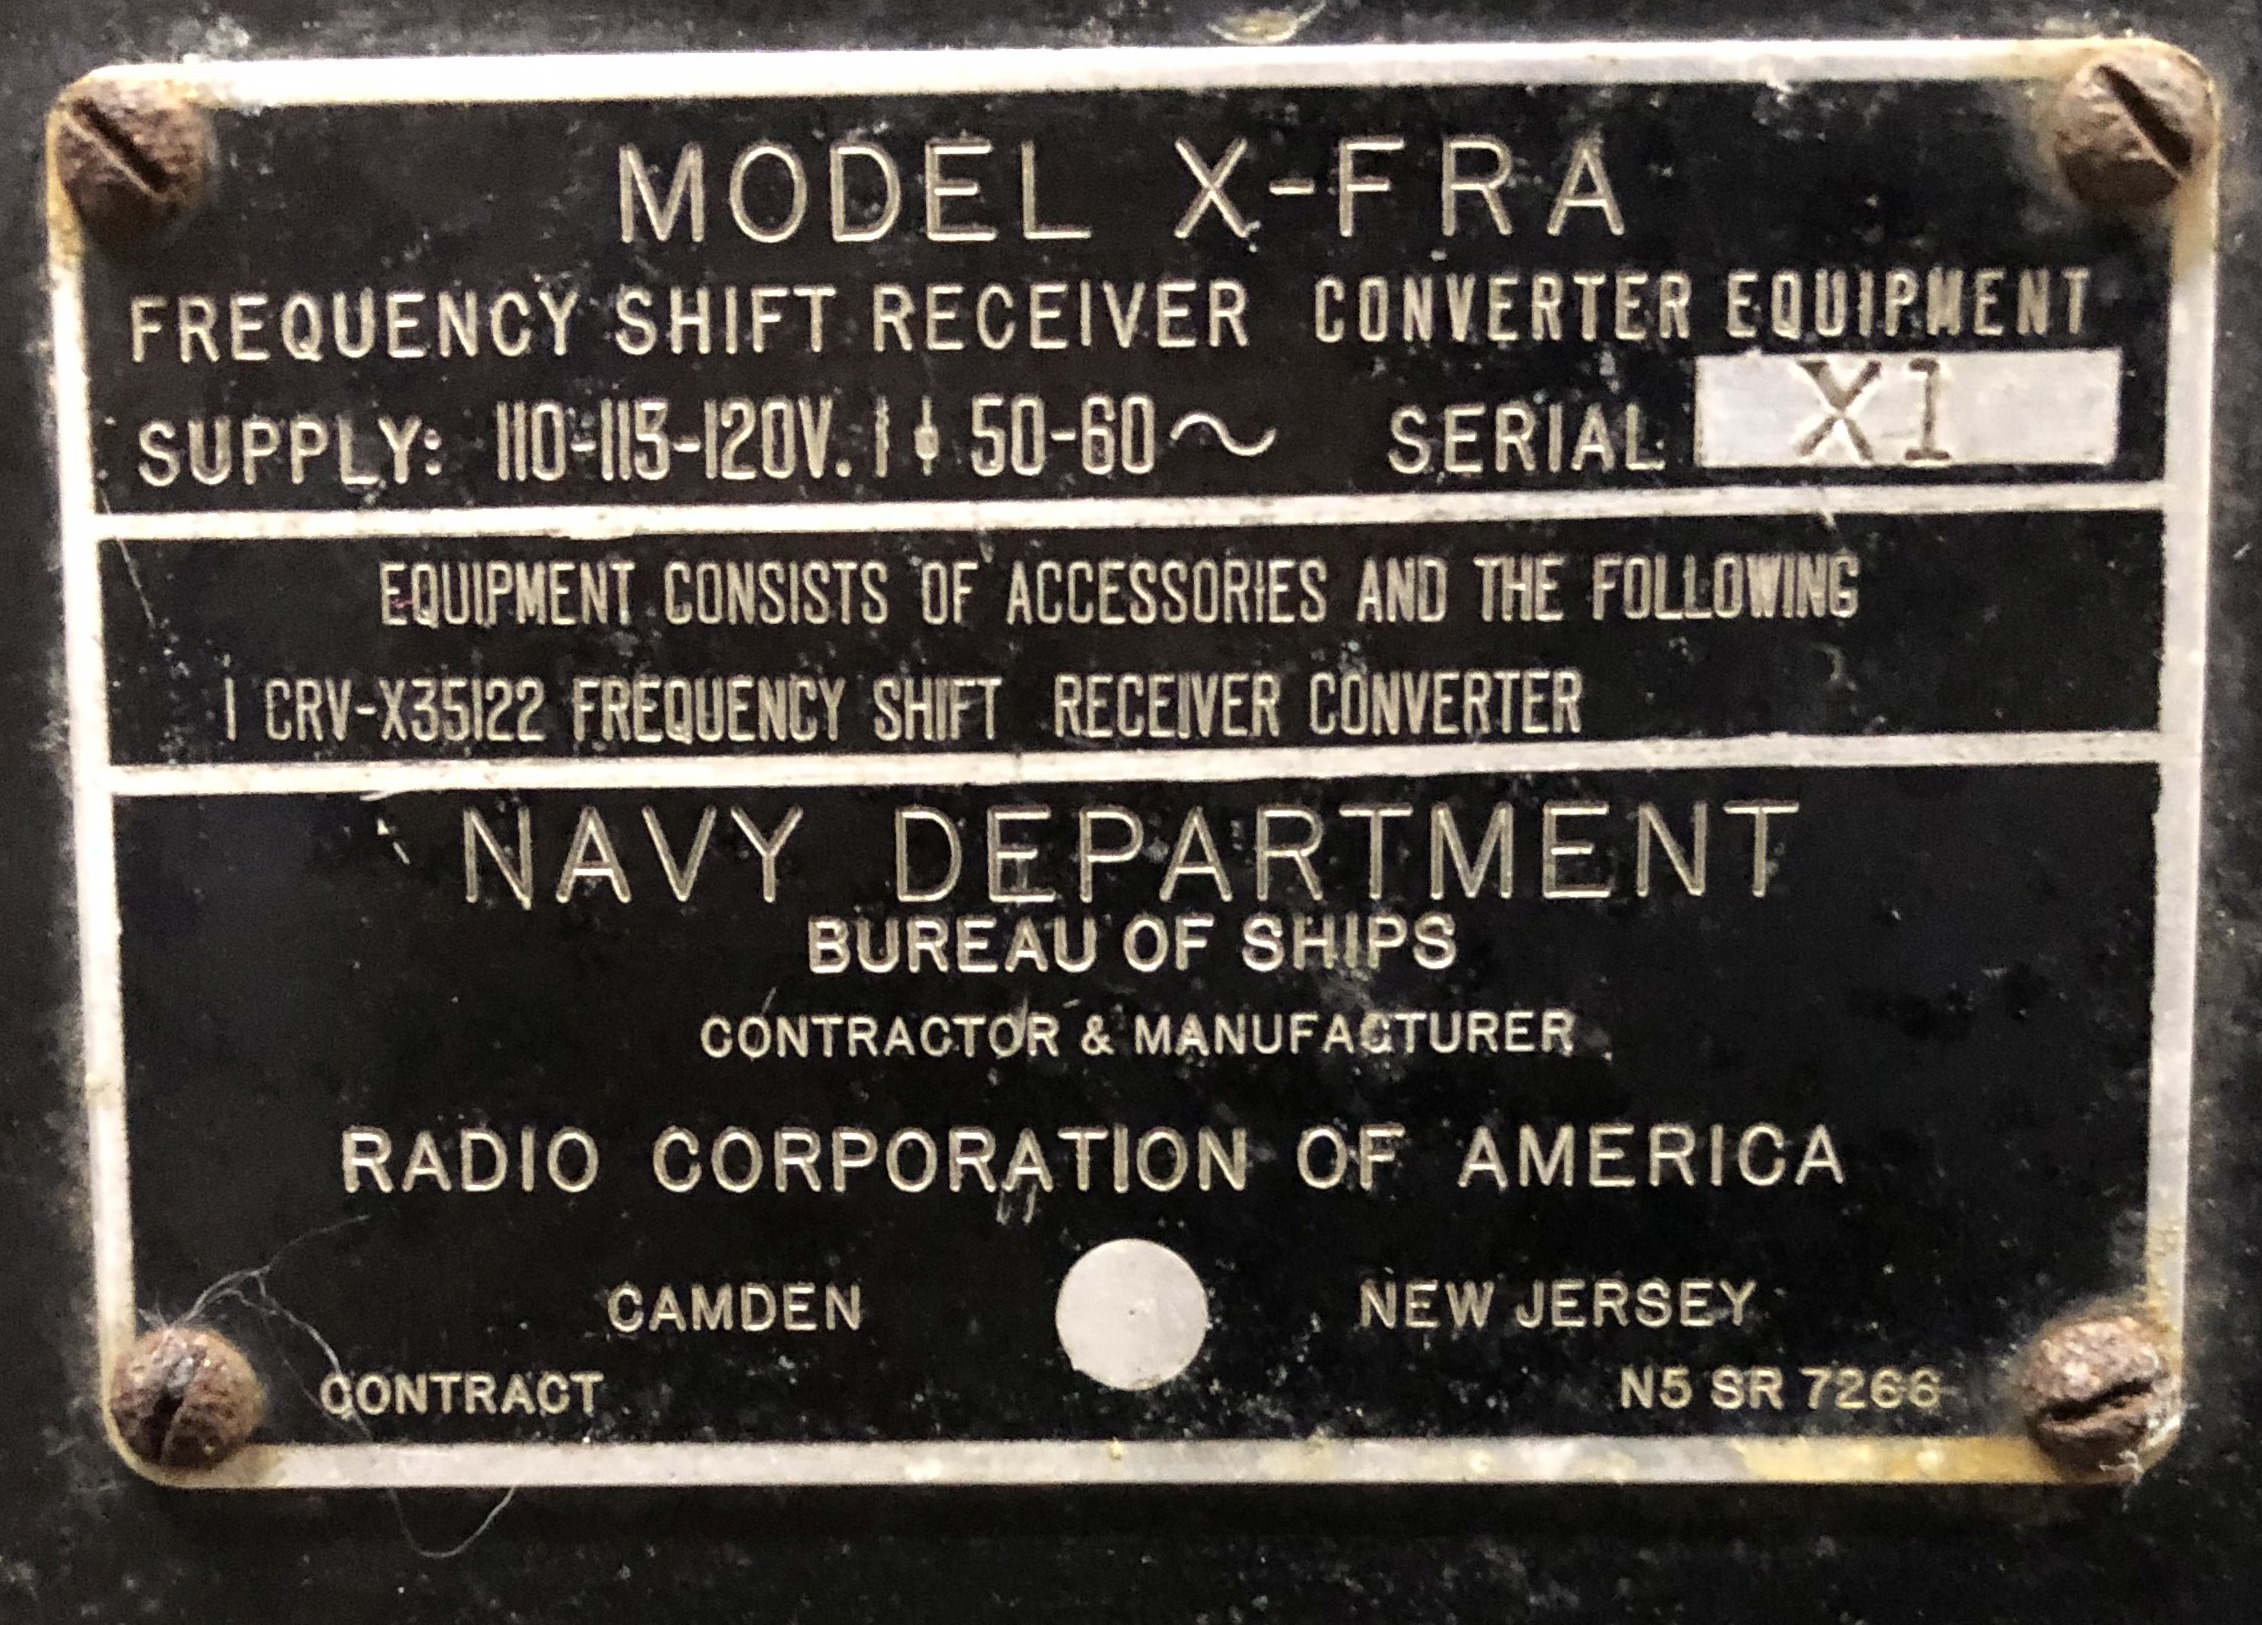 MODEL X-FRA
FREQUENCY SHIFT RECEIVER CONVERTER EQUIPMENT
SUPPLY: 110-115-120V. 1 ϕ 50-60～ SERIAL X1
EQUIPMENT CONSISTS OF ACCESSORIES AND THE FOLLOWING
1 CRV-X35122 FREQUENCY SHIFT RECEIVER CONVERTER
NAVY DEPARTMENT
BUREAU OF SHIPS
CONTRACTOR & MANUFACTURER
RADIO CORPORATION OF AMERICA
CAMDEN NEW JERSEY
CONTRACT N5 SR 7266